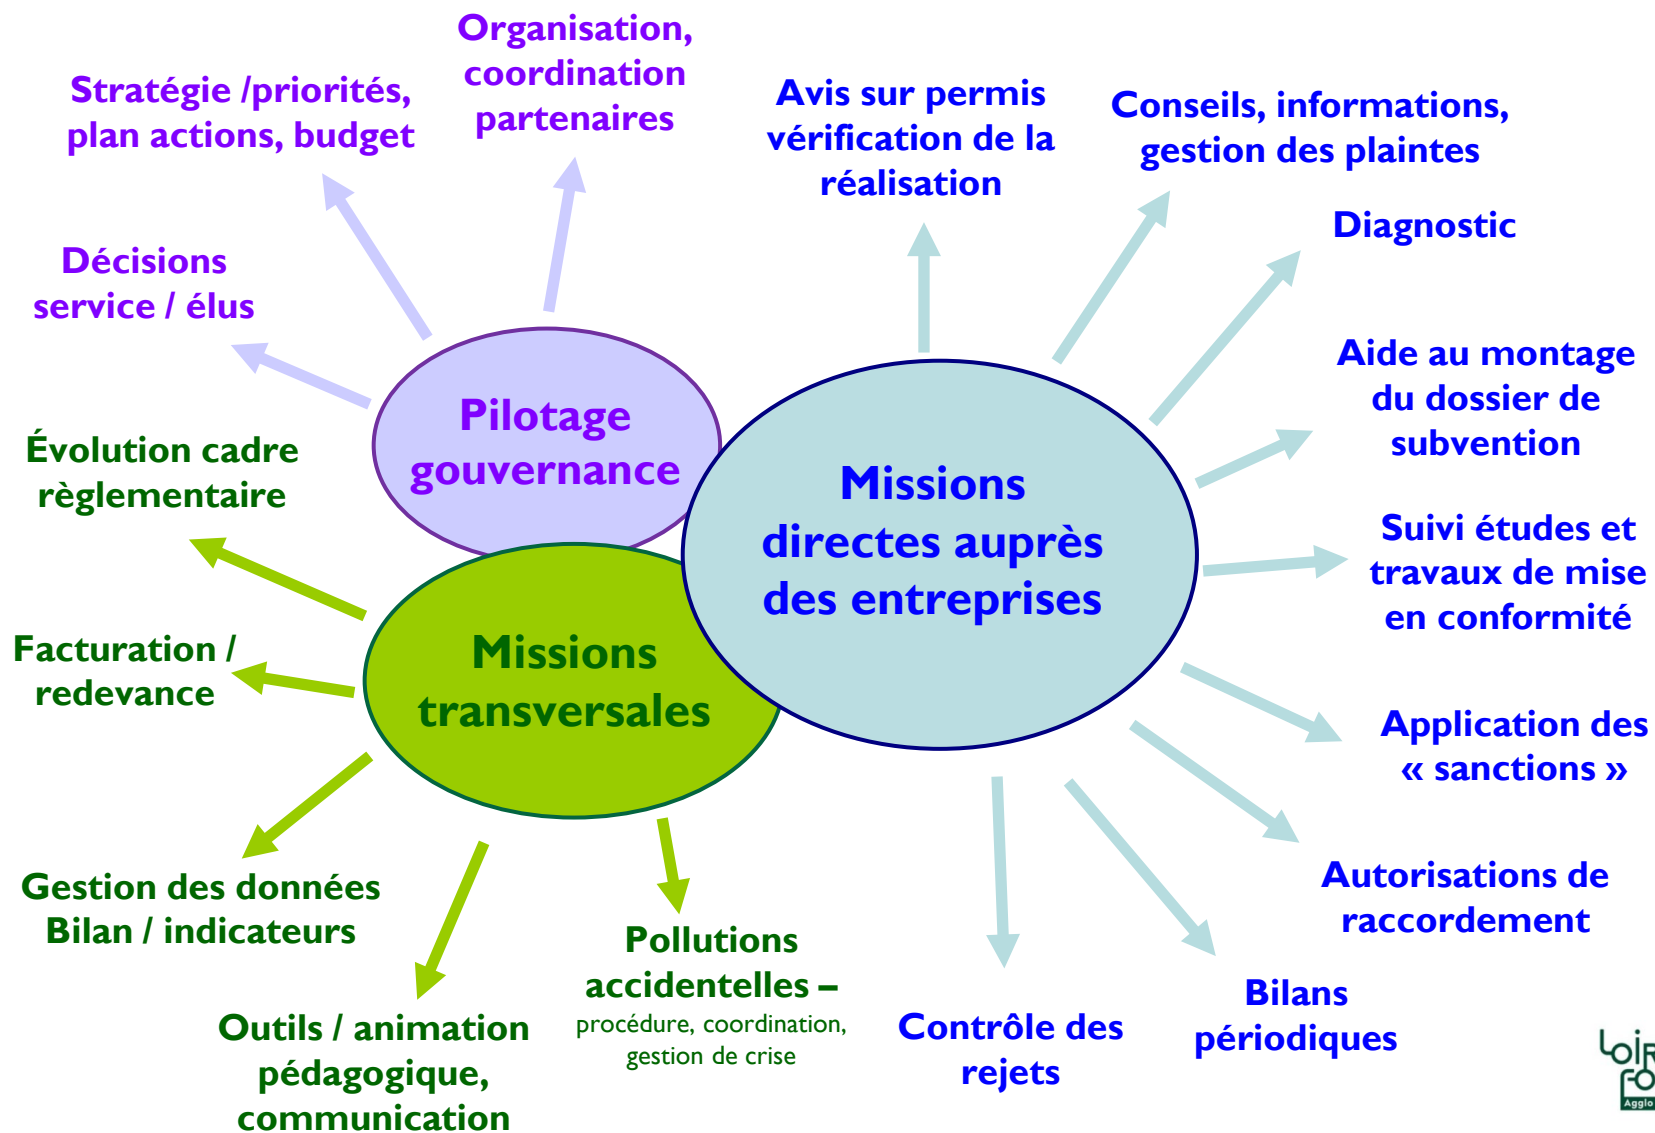 Organisation,
coordination
partenaires
Stratégie /priorités,
plan actions, budget
Décisions
service / élus
Pilotage
gouvernance
Avis sur permis
vérification de la
réalisation
Conseils, informations,
gestion des plaintes
Diagnostic
Aide au montage
du dossier de
subvention
Suivi études et
travaux de mise
en conformité
Application des
« sanctions »
Autorisations de
raccordement
Bilans
périodiques
Contrôle des
rejets
Missions
directes auprès
des entreprises
Évolution cadre
règlementaire
Facturation /
redevance
Missions
transversales
Gestion des données
Bilan / indicateurs
Outils / animation
pédagogique,
communication
Pollutions
accidentelles –
procédure, coordination,
gestion de crise
Agglo